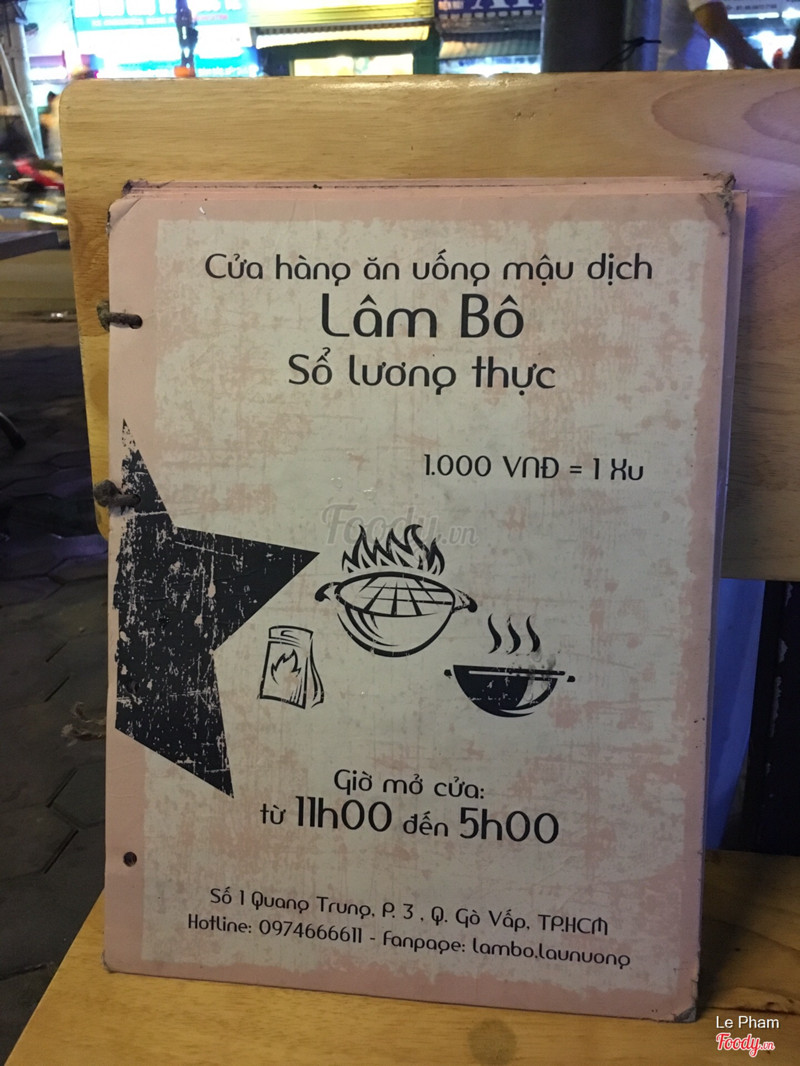 Cửa hàng ăn uống mậu dịch
Lâm Bô
Sổ lương thực
1.000 VNĐ = 1 Xu
Foody.vn
Giờ mở cửa:
từ 11h00 đến 5h00
Số 1 Quang Trung, P. 3 , Q. Gò Vấp, TP.HCM
Hotline: 0974666611 - Fanpage: lambo.launuong
Le Pham
Foody.vn